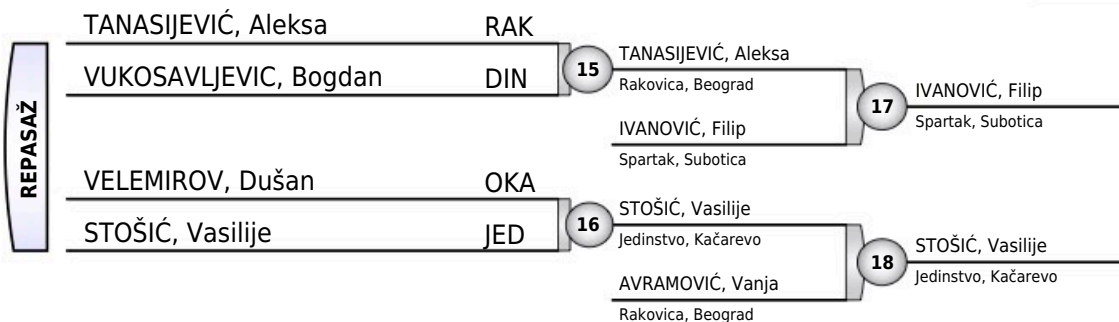 REPASAŽ
TANASIJEVIĆ, Aleksa RAK
VUKOSAVLJEVIC, Bogdan DIN
VELEMIROV, Dušan OKA
STOŠIĆ, Vasilije JED
15
TANASIJEVIĆ, Aleksa
Rakovica, Beograd
IVANOVIĆ, Filip
Spartak, Subotica
16
STOŠIĆ, Vasilije
Jedinstvo, Kačarevo
AVRAMOVIĆ, Vanja
Rakovica, Beograd
17
IVANOVIĆ, Filip
Spartak, Subotica
18
STOŠIĆ, Vasilije
Jedinstvo, Kačarevo